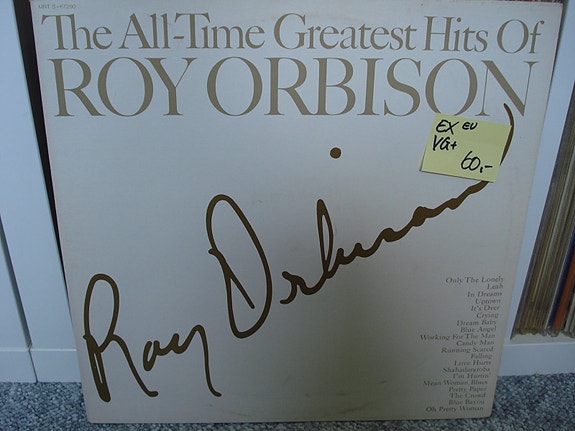 The All-Time Greatest Hits Of
ROY ORBISON
EX EU
VG+
60,-
Roy Orbison
Only The Lonely
Leah
In Dreams
Uptown
It's Over
Crying
Dream Baby
Blue Angel
Working For The Man
Candy Man
Running Scared
Falling
Love Hurts
Shahadaroba
I'm Hurtin'
Mean Woman Blues
Pretty Paper
The Crowd
Blue Bayou
Oh Pretty Woman